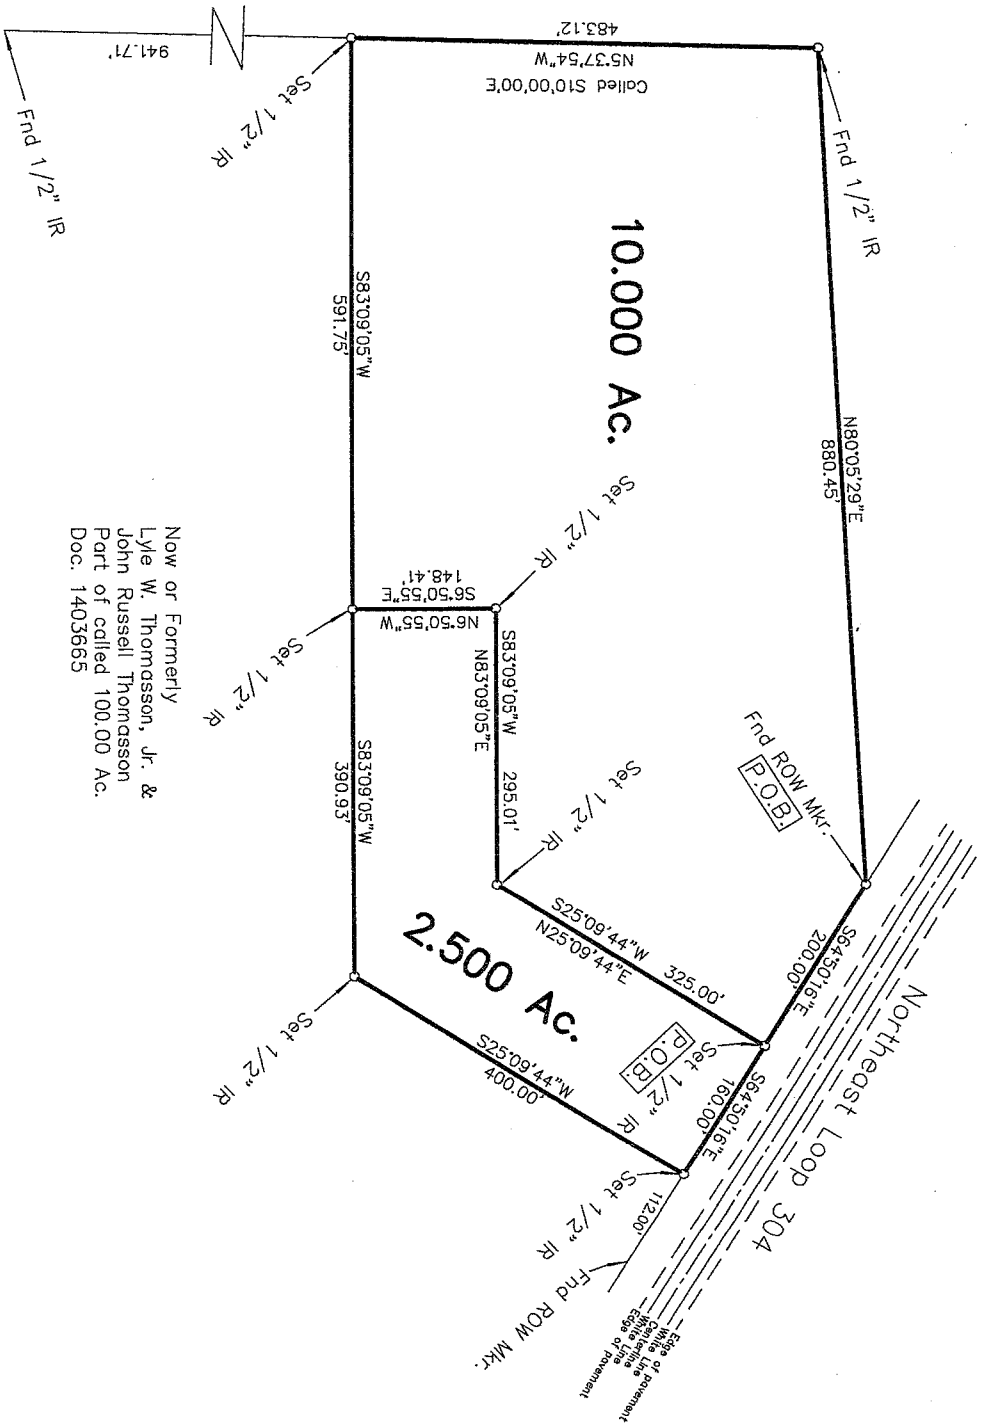 483.12'
N5°37'54"W
Called S10°00'00"E
941.71'
N
Fnd 1/2" IR
Set 1/2" IR
Fnd 1/2" IR
10.000 Ac.
N80°05'29"E
880.45'
S83°09'05"W
591.75'
Set 1/2" IR
148.41'
S6°50'55"E
N6°50'55"W
Set 1/2" IR
S83°09'05"W
N83°09'05"E
295.01'
Set 1/2" IR
Fnd ROW Mkr.
P.O.B.
S64°50'16"E
200.00'
Northeast Loop 304
S25°09'44"W
N25°09'44"E
325.00'
P.O.B.
Set 1/2" IR
S64°50'16"E
160.00'
2.500 Ac.
S83°09'05"W
390.93'
S25°09'44"W
400.00'
Set 1/2" IR
Set 1/2" IR
112.00'
Fnd ROW Mkr.
Edge of pavement
White Line
Centerline
White Line
Edge of pavement
Now or Formerly
Lyle W. Thomasson, Jr. &
John Russell Thomasson
Part of called 100.00 Ac.
Doc. 1403665